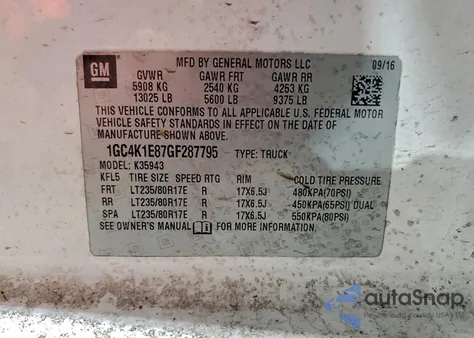 GM
MFD BY GENERAL MOTORS LLC 09/16
GVWR GAWR FRT GAWR RR
5908 KG 2540 KG 4253 KG
13025 LB 5600 LB 9375 LB
THIS VEHICLE CONFORMS TO ALL APPLICABLE U.S. FEDERAL MOTOR
VEHICLE SAFETY STANDARDS IN EFFECT ON THE DATE OF
MANUFACTURE SHOWN ABOVE.
1GC4K1E87GF287795 TYPE: TRUCK
MODEL: K35943
KFL5 TIRE SIZE SPEED RTG RIM COLD TIRE PRESSURE
FRT LT235/80R17E R 17X6.5J 480KPA(70PSI)
RR LT235/80R17E R 17X6.5J 450KPA(65PSI) DUAL
SPA LT235/80R17E R 17X6.5J 550KPA(80PSI)
SEE OWNER'S MANUAL FOR MORE INFORMATION.
autoSnap